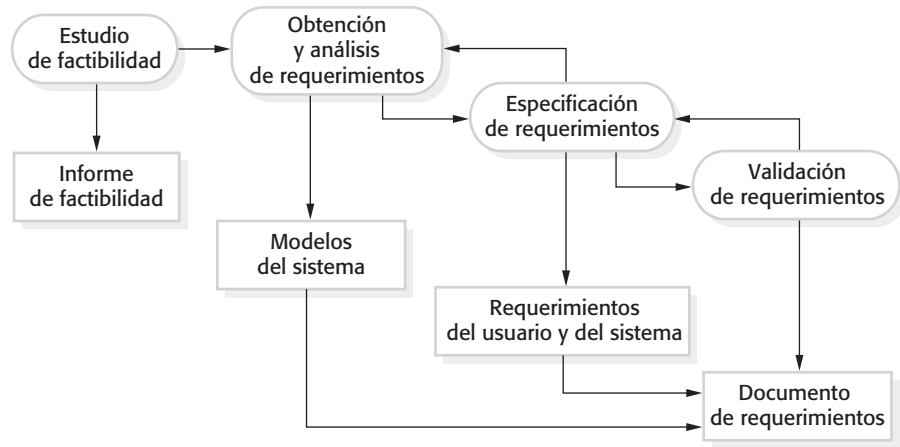 Estudio
de factibilidad
Obtención
y análisis
de requerimientos
Especificación
de requerimientos
Validación
de requerimientos
Informe
de factibilidad
Modelos
del sistema
Requerimientos
del usuario y del sistema
Documento
de requerimientos